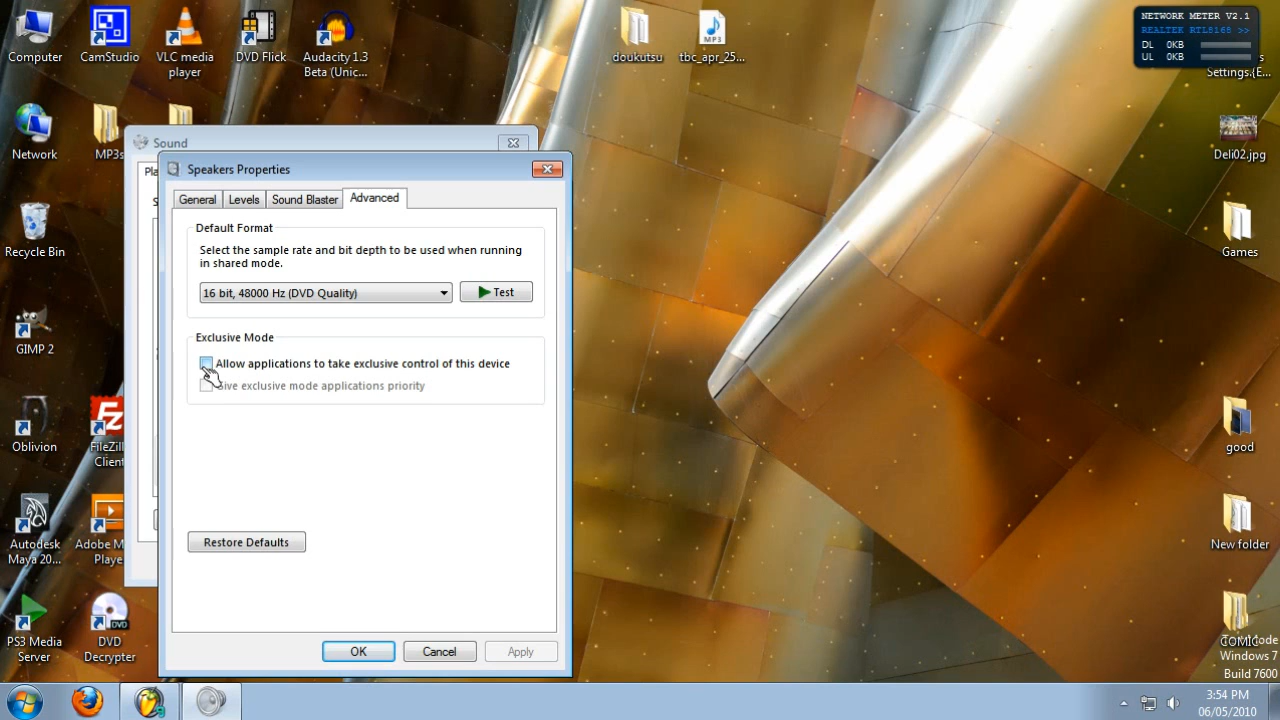 Computer
CamStudio
VLC media
player
DVD Flick
Audacity 1.3
Beta (Unic...
doukutsu
MP3
tbc_apr_25...
NETWORK METER V2.1
REALTEK RTL8168 >>
DL 0KB
UL 0KB
Settings.{E...
Network
MP3s
Deli02.jpg
Recycle Bin
Games
GIMP 2
Oblivion
FileZil
Client
good
Autodesk
Maya 20...
Adobe M
Player
New folder
PS3 Media
Server
DVD
DVD
Decrypter
COMIC
Windows 7
Build 7600
Sound
Speakers Properties
General
Levels
Sound Blaster
Advanced
Default Format
Select the sample rate and bit depth to be used when running
in shared mode.
16 bit, 48000 Hz (DVD Quality)
Test
Exclusive Mode
Allow applications to take exclusive control of this device
Give exclusive mode applications priority
Restore Defaults
OK
Cancel
Apply
3:54 PM
06/05/2010